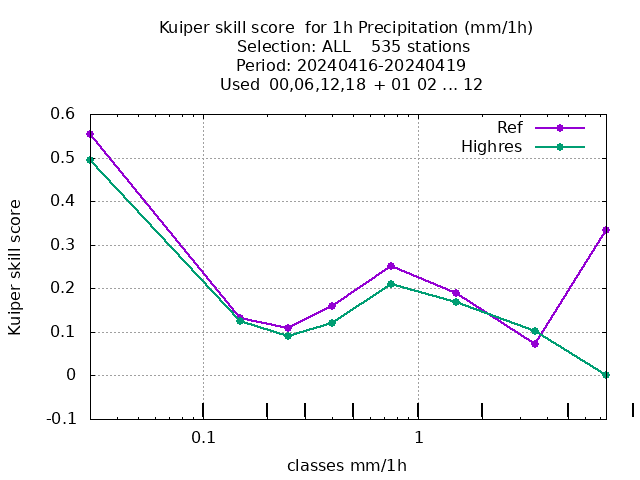 Kuiper skill score  for 1h Precipitation (mm/1h)
Selection: ALL    535 stations
Period: 20240416-20240419
Used  00,06,12,18  + 01 02 ... 12
Ref
Highres
0.6
0.5
0.4
0.3
0.2
0.1
0
-0.1
Kuiper skill score
0.1 1
classes mm/1h